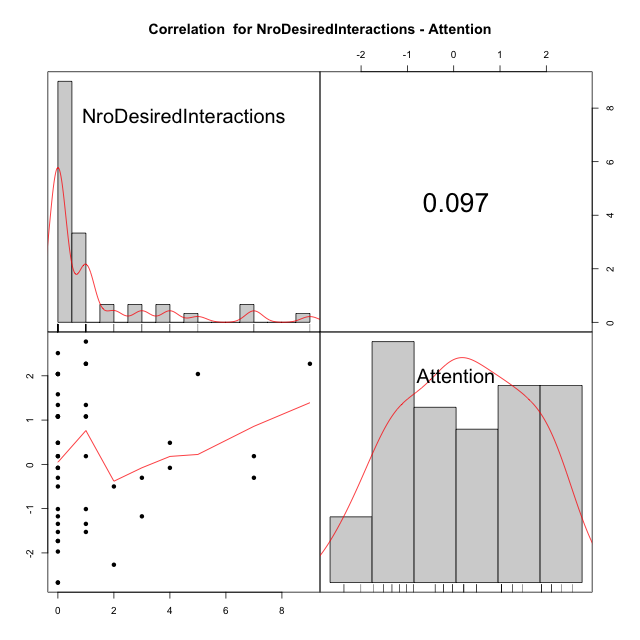 Correlation  for NroDesiredInteractions - Attention
-2 -1 0 1 2
NroDesiredInteractions
0.097
8
6
4
2
0
Attention
2
1
0
-1
-2
0 2 4 6 8